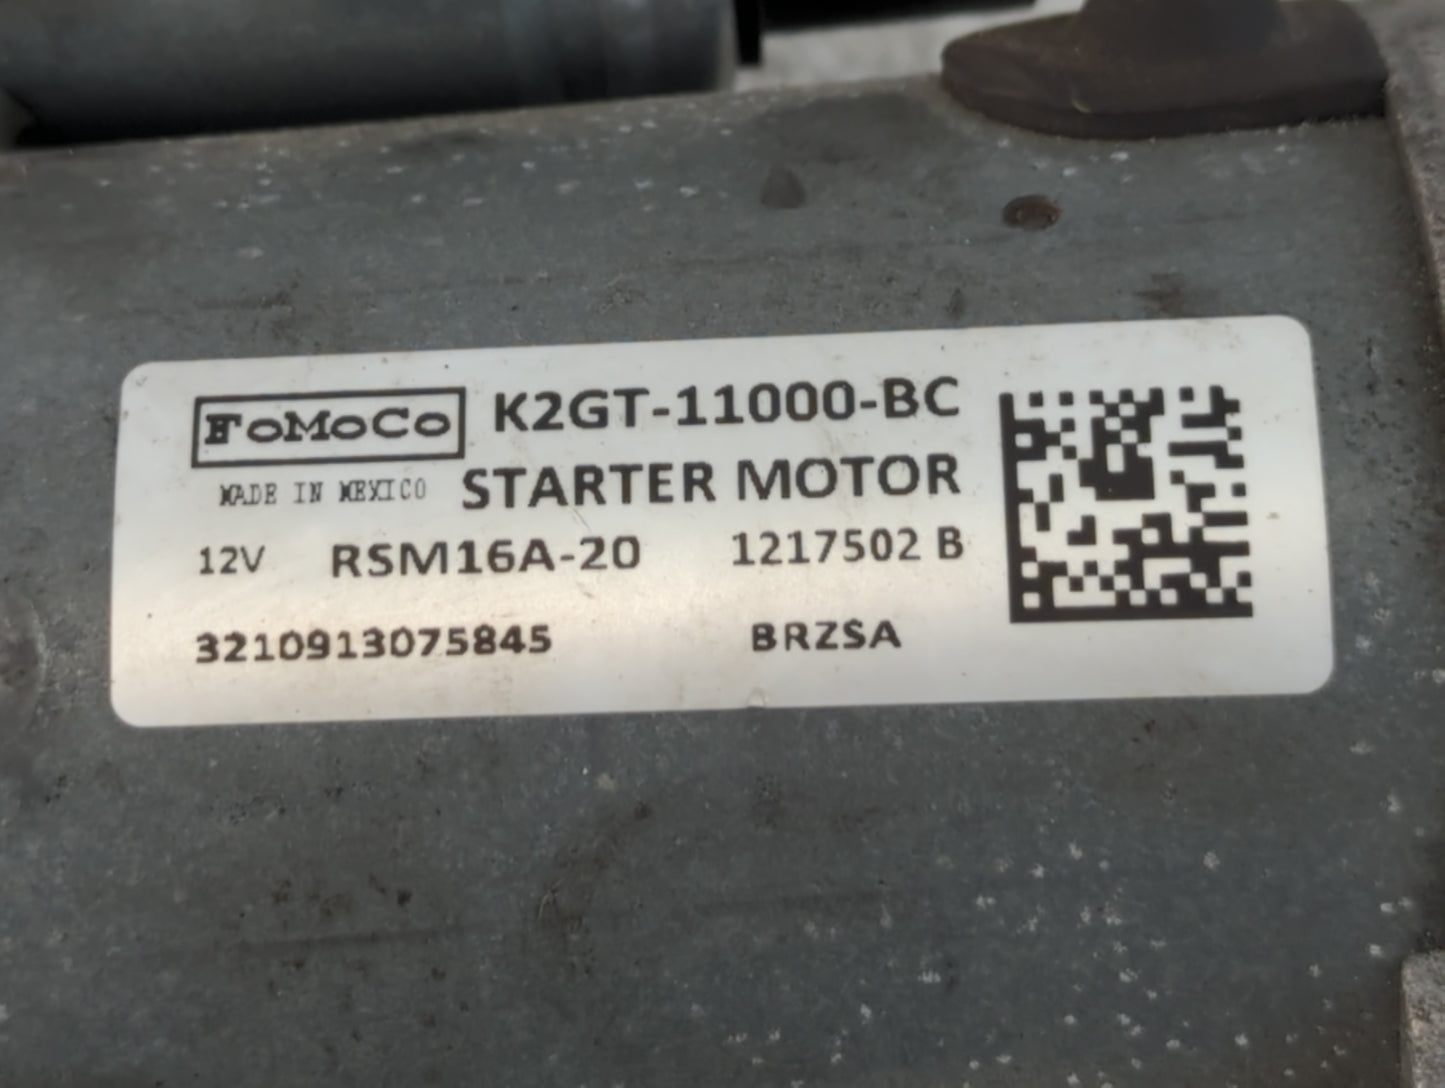 FoMoCo K2GT-11000-BC
MADE IN MEXICO STARTER MOTOR
12V RSM16A-20 1217502 B
3210913075845 BRZSA